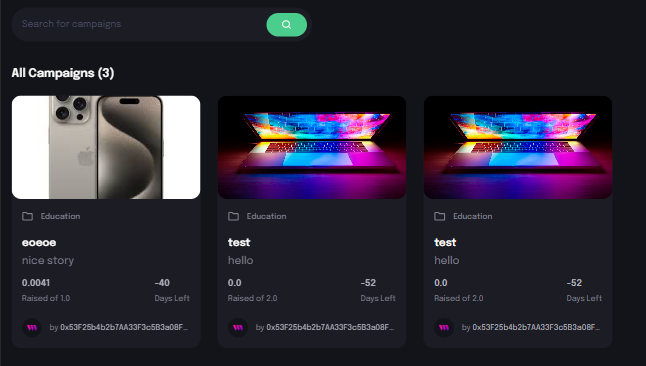 Search for campaigns
All Campaigns (3)
Education
eoeoe
nice story
0.0041 -40
Raised of 1.0 Days Left
by 0x53F25b4b2b7AA33F3c5B3a08F...
Education
test
hello
0.0 -52
Raised of 2.0 Days Left
by 0x53F25b4b2b7AA33F3c5B3a08F...
Education
test
hello
0.0 -52
Raised of 2.0 Days Left
by 0x53F25b4b2b7AA33F3c5B3a08F...